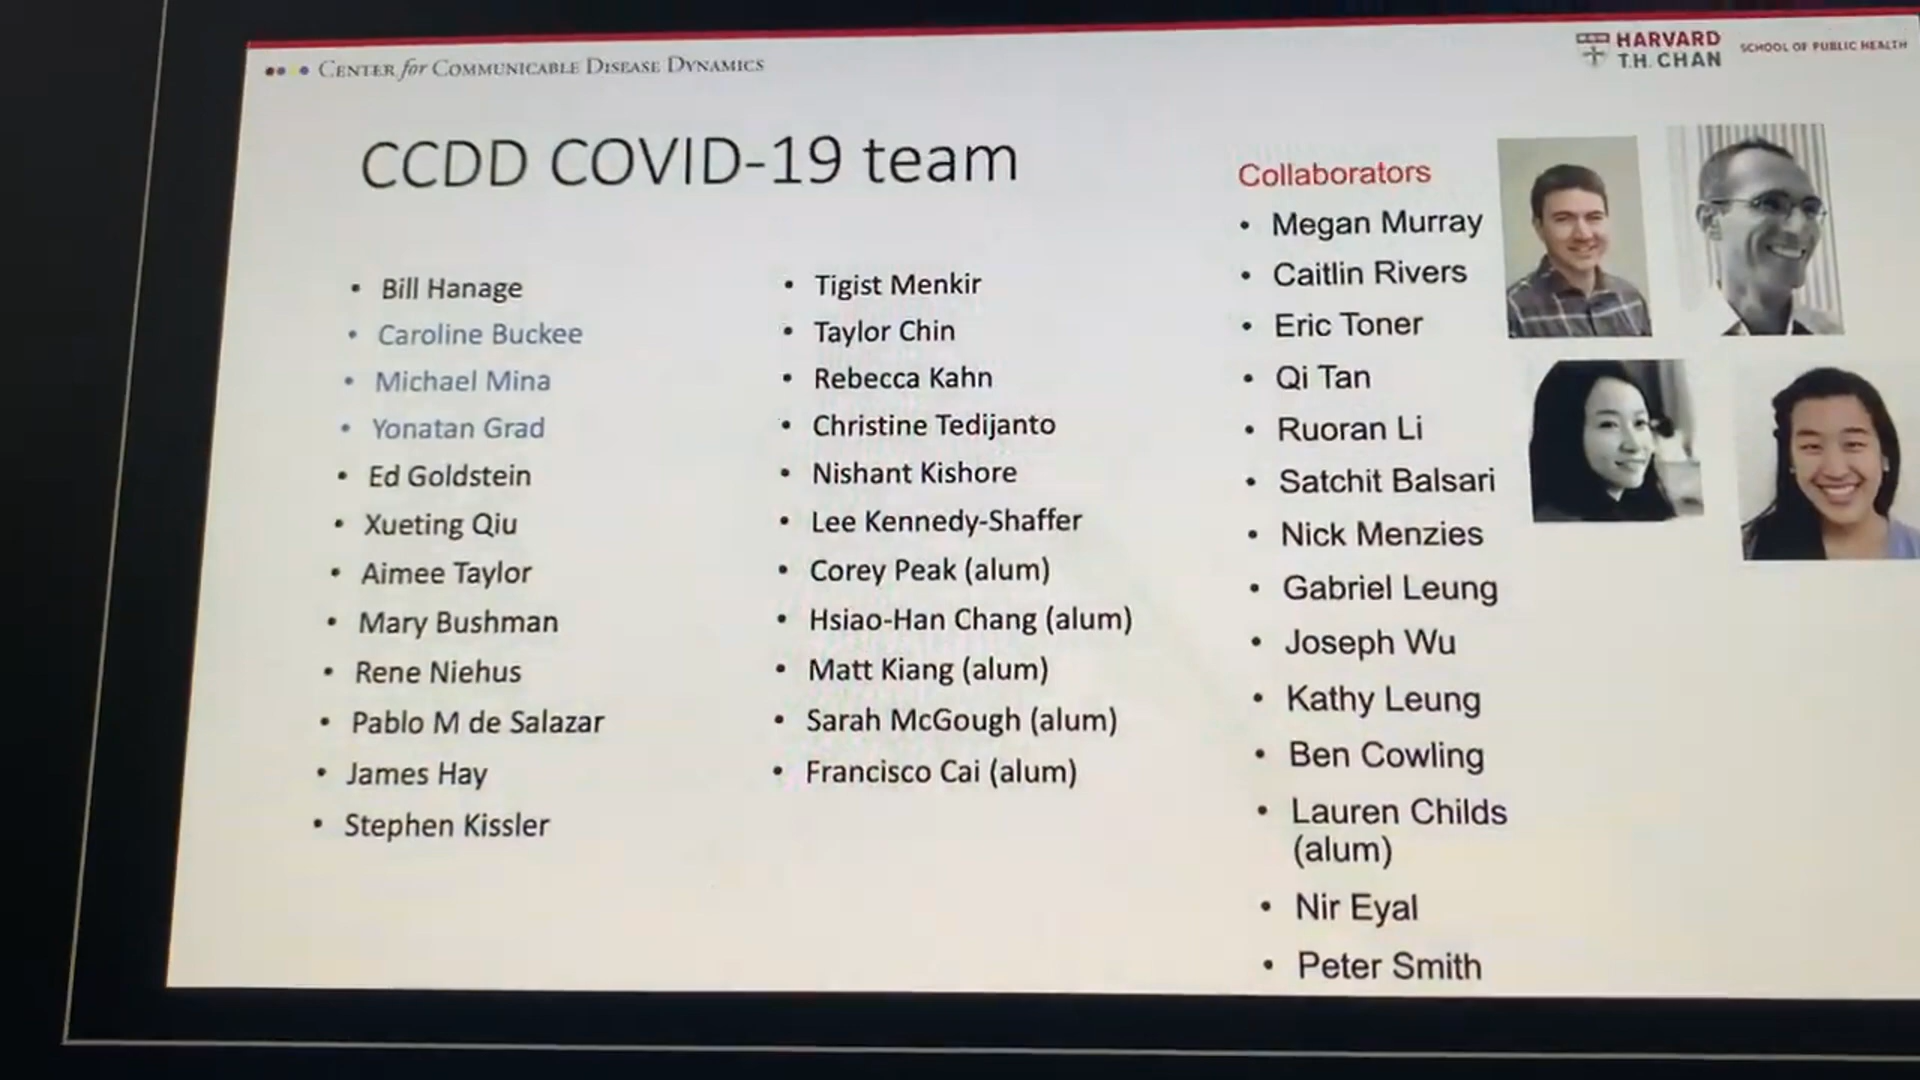 CENTER for COMMUNICABLE DISEASE DYNAMICS
HARVARD
T.H. CHAN
SCHOOL OF PUBLIC HEALTH
CCDD COVID-19 team
• Bill Hanage
• Caroline Buckee
• Michael Mina
• Yonatan Grad
• Ed Goldstein
• Xueting Qiu
• Aimee Taylor
• Mary Bushman
• Rene Niehus
• Pablo M de Salazar
• James Hay
• Stephen Kissler
• Tigist Menkir
• Taylor Chin
• Rebecca Kahn
• Christine Tedijanto
• Nishant Kishore
• Lee Kennedy-Shaffer
• Corey Peak (alum)
• Hsiao-Han Chang (alum)
• Matt Kiang (alum)
• Sarah McGough (alum)
• Francisco Cai (alum)
Collaborators
• Megan Murray
• Caitlin Rivers
• Eric Toner
• Qi Tan
• Ruoran Li
• Satchit Balsari
• Nick Menzies
• Gabriel Leung
• Joseph Wu
• Kathy Leung
• Ben Cowling
• Lauren Childs
(alum)
• Nir Eyal
• Peter Smith